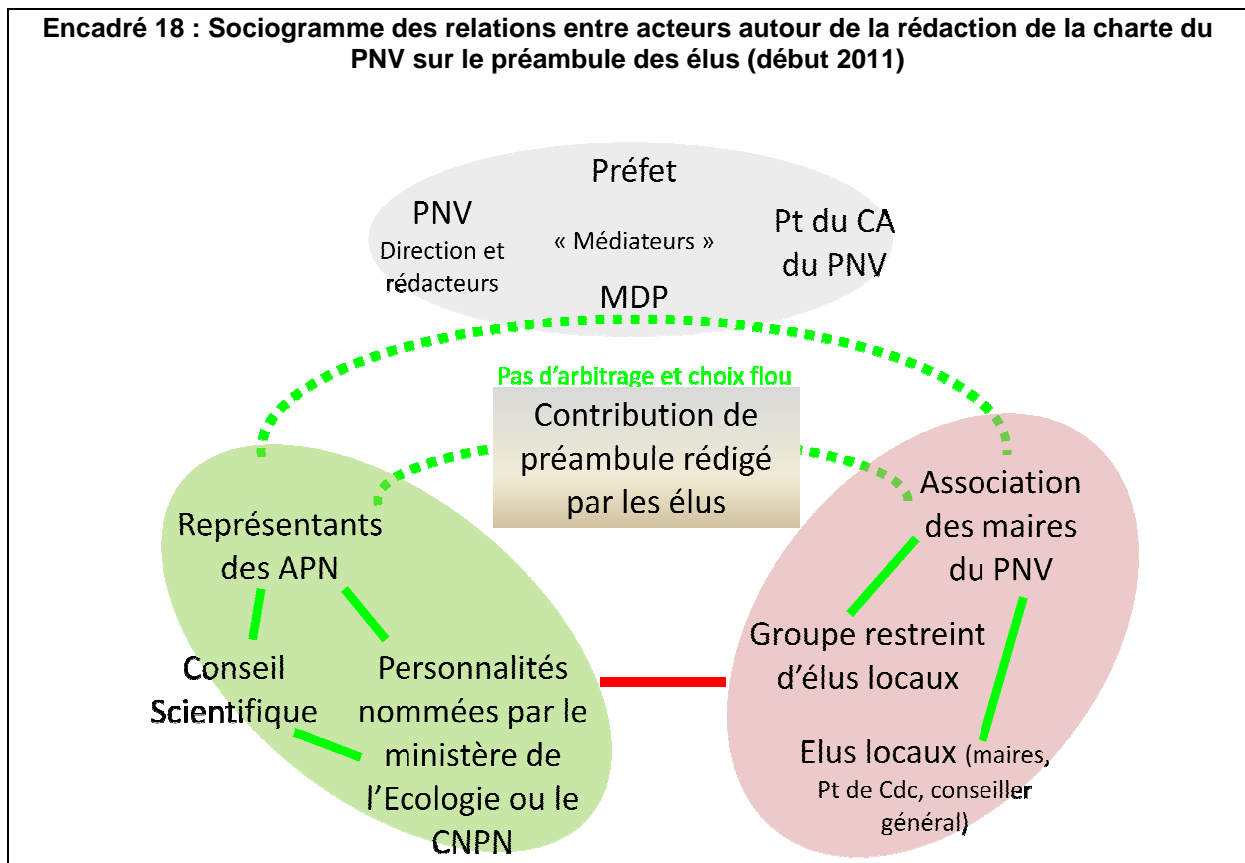 Encadré 18 : Sociogramme des relations entre acteurs autour de la rédaction de la charte du
PNV sur le préambule des élus (début 2011)
Préfet
PNV
Direction et
rédacteurs
« Médiateurs »
Pt du CA
du PNV
MDP
Pas d'arbitrage et choix flou
Contribution de
préambule rédigé
par les élus
Représentants
des APN
Conseil
Scientifique
Personnalités
nommées par le
ministère de
l'Ecologie ou le
CNPN
Association
des maires
du PNV
Groupe restreint
d'élus locaux
Elus locaux (maires,
Pt de Cdc, conseiller
général)